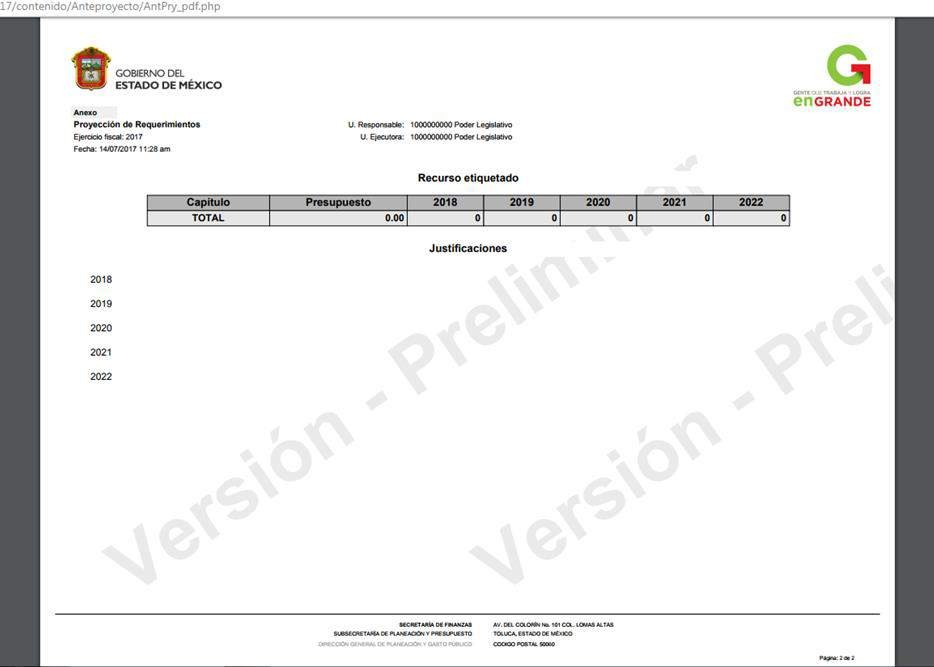 17/contenido/Anteproyecto/AntPry_pdf.php
GOBIERNO DEL
ESTADO DE MÉXICO
GENTE QUE TRABAJA Y LOGRA
enGRANDE
Anexo
Proyección de Requerimientos
Ejercicio fiscal: 2017
Fecha: 14/07/2017 11:28 am
U. Responsable: 1000000000 Poder Legislativo
U. Ejecutora: 1000000000 Poder Legislativo
Recurso etiquetado
Capítulo Presupuesto 2018 2019 2020 2021 2022
TOTAL 0.00 0 0 0 0 0
Justificaciones
2018
2019
2020
2021
2022
Versión - Preliminar
Versión - Preli
SECRETARÍA DE FINANZAS
SUBSECRETARÍA DE PLANEACIÓN Y PRESUPUESTO
DIRECCIÓN GENERAL DE PLANEACIÓN Y GASTO PÚBLICO
AV. DEL COLORÍN No. 101 COL. LOMAS ALTAS
TOLUCA, ESTADO DE MÉXICO
CODIGO POSTAL 50060
Página: 2 de 2